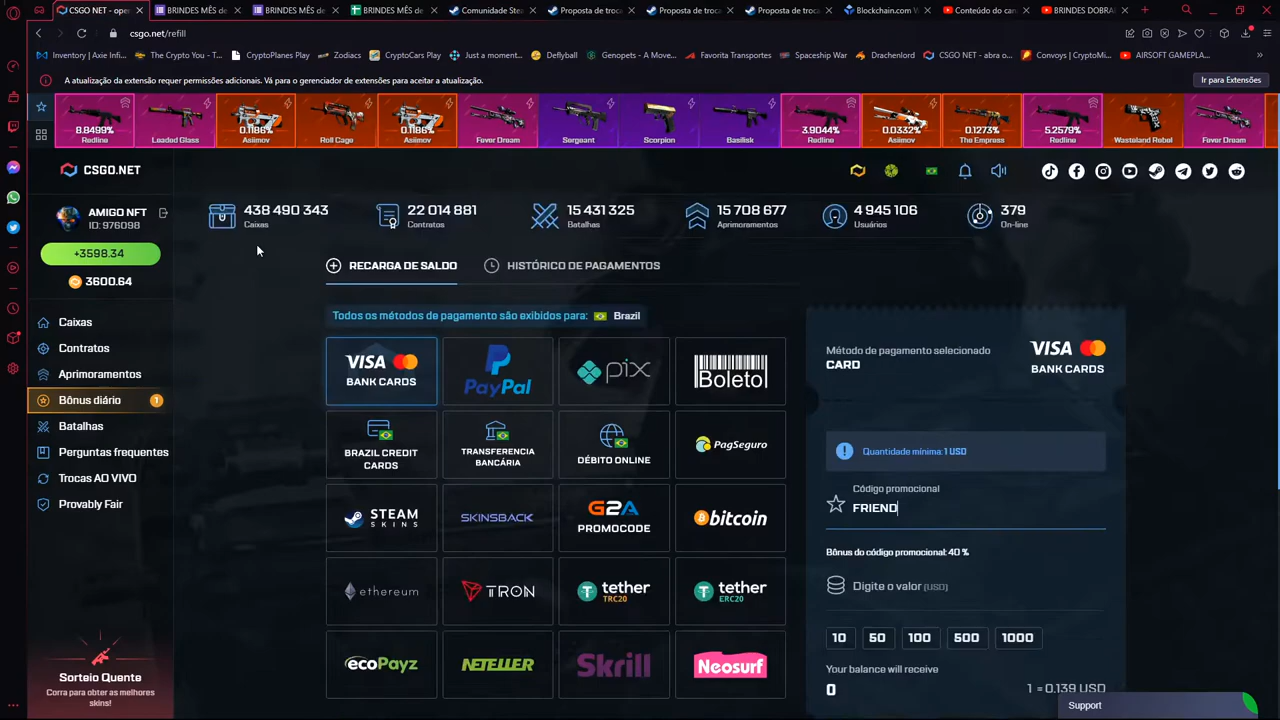 CSGO NET - ope
BRINDES MÊS de
BRINDES MÊS de
BRINDES MÊS de
Comunidade Ste
Proposta de troc
Proposta de troc
Proposta de troc
Blockchain.com W
Conteúdo do can
BRINDES DOBRA
csgo.net/refill
Inventory | Axie Infi...
The Crypto You - T...
CryptoPlanes Play
Zodiacs
CryptoCars Play
Just a moment...
Deflyball
Genopets - A Move...
Favorita Transportes
Spaceship War
Drachenlord
CSGO NET - abra o...
Convoys | CryptoMi...
AIRSOFT GAMEPLA...
A atualização da extensão requer permissões adicionais. Vá para o gerenciador de extensões para aceitar a atualização.
Ir para Extensões
8.8499%
Redline
Loaded Glass
0.1186%
Asiimov
Roll Cage
0.1186%
Asiimov
Fever Dream
Sergeant
Scorpion
Basilisk
3.9044%
Redline
0.0332%
Asiimov
0.1273%
The Empress
5.2579%
Redline
Wasteland Rebel
Fever Dream
CSGO.NET
AMIGO NFT
ID: 976098
+3598.34
3600.64
438 490 343
Caixas
22 014 881
Contratos
15 431 325
Batalhas
15 708 677
Aprimoramentos
4 945 106
Usuários
379
On-line
Caixas
Contratos
Aprimoramentos
Bônus diário
1
Batalhas
Perguntas frequentes
Trocas AO VIVO
Provably Fair
Sorteio Quente
Corra para obter as melhores
skins!
RECARGA DE SALDO
HISTÓRICO DE PAGAMENTOS
Todos os métodos de pagamento são exibidos para:
Brazil
VISA
BANK CARDS
PayPal
pix
Boleto
BRAZIL CREDIT
CARDS
TRANSFERENCIA
BANCÁRIA
DÉBITO ONLINE
PagSeguro
STEAM
SKINS
SKINSBACK
G2A
PROMOCODE
bitcoin
ethereum
TRON
tether
TRC20
tether
ERC20
ecoPayz
NETELLER
Skrill
Neosurf
Método de pagamento selecionado
CARD
VISA
BANK CARDS
Quantidade mínima: 1 USD
Código promocional
FRIEND
Bônus do código promocional: 40 %
Digite o valor (USD)
10
50
100
500
1000
Your balance will receive
0
1 = 0.139 USD
Support